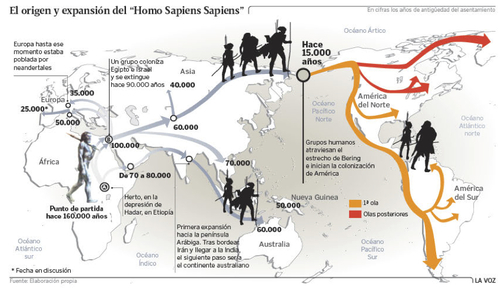 El origen y expansión del "Homo Sapiens Sapiens"
En cifras los años de antigüedad del asentamiento
Europa hasta ese
momento estaba
poblada por
neandertales
Un grupo coloniza
Egipto e Israel
y se extingue
hace 90.000 años
Asia
40.000
Hace
15.000
años
Océano Ártico
35.000
Europa
25.000*
50.000
60.000
100.000
África
De 70 a 80.000
70.000
Punto de partida
hace 160.000 años
Herto, en la
depresión de
Hadar, en Etiopía
Primera expansión
hacia la península
Arábiga. Tras bordear
Irán y llegar a la India,
el siguiente paso sería
el continente australiano
Océano
Pacífico
Norte
América
del Norte
Océano
Atlántico
norte
Grupos humanos
atraviesan el
estrecho de Bering
e inician la colonización
de América
50.000
Nueva Guinea
60.000
Australia
1ª ola
Olas posteriores
América
del Sur
Océano
Atlántico
sur
Océano
Índico
Océano
Pacífico
Sur
* Fecha en discusión
Fuente: Elaboración propia
LA VOZ